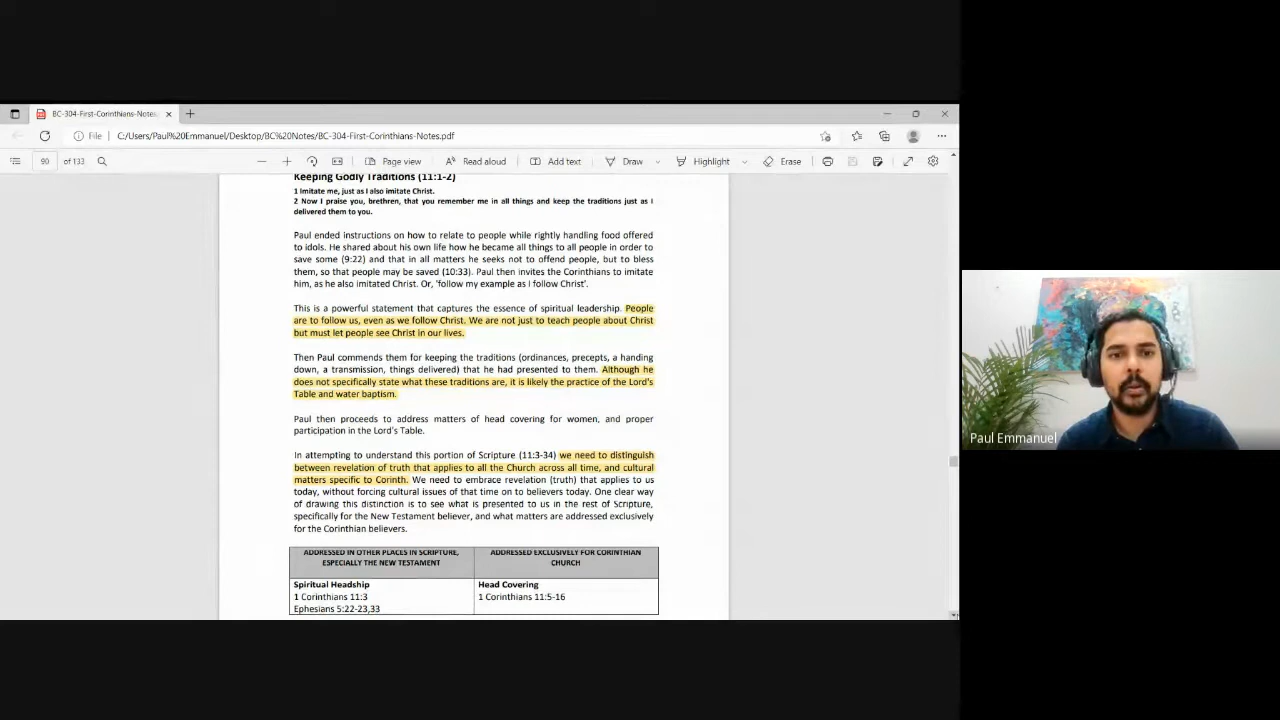 BC-304-First-Corinthians-Notes.
File
C:/Users/Paul%20Emmanuel/Desktop/BC%20Notes/BC-304-First-Corinthians-Notes.pdf
90 of 133
Page view
Read aloud
Add text
Draw
Highlight
Erase
Keeping Godly Traditions (11:1-2)
1 Imitate me, just as I also imitate Christ.
2 Now I praise you, brethren, that you remember me in all things and keep the traditions just as I
delivered them to you.
Paul ended instructions on how to relate to people while rightly handling food offered
to idols. He shared about his own life how he became all things to all people in order to
save some (9:22) and that in all matters he seeks not to offend people, but to bless
them, so that people may be saved (10:33). Paul then invites the Corinthians to imitate
him, as he also imitated Christ. Or, 'follow my example as I follow Christ'.
This is a powerful statement that captures the essence of spiritual leadership. People
are to follow us, even as we follow Christ. We are not just to teach people about Christ
but must let people see Christ in our lives.
Then Paul commends them for keeping the traditions (ordinances, precepts, a handing
down, a transmission, things delivered) that he had presented to them. Although he
does not specifically state what these traditions are, it is likely the practice of the Lord's
Table and water baptism.
Paul then proceeds to address matters of head covering for women, and proper
participation in the Lord's Table.
In attempting to understand this portion of Scripture (11:3-34) we need to distinguish
between revelation of truth that applies to all the Church across all time, and cultural
matters specific to Corinth. We need to embrace revelation (truth) that applies to us
today, without forcing cultural issues of that time on to believers today. One clear way
of drawing this distinction is to see what is presented to us in the rest of Scripture,
specifically for the New Testament believer, and what matters are addressed exclusively
for the Corinthian believers.
ADDRESSED IN OTHER PLACES IN SCRIPTURE,
ESPECIALLY THE NEW TESTAMENT
ADDRESSED EXCLUSIVELY FOR CORINTHIAN
CHURCH
Spiritual Headship
1 Corinthians 11:3
Ephesians 5:22-23,33
Head Covering
1 Corinthians 11:5-16
Paul Emmanuel